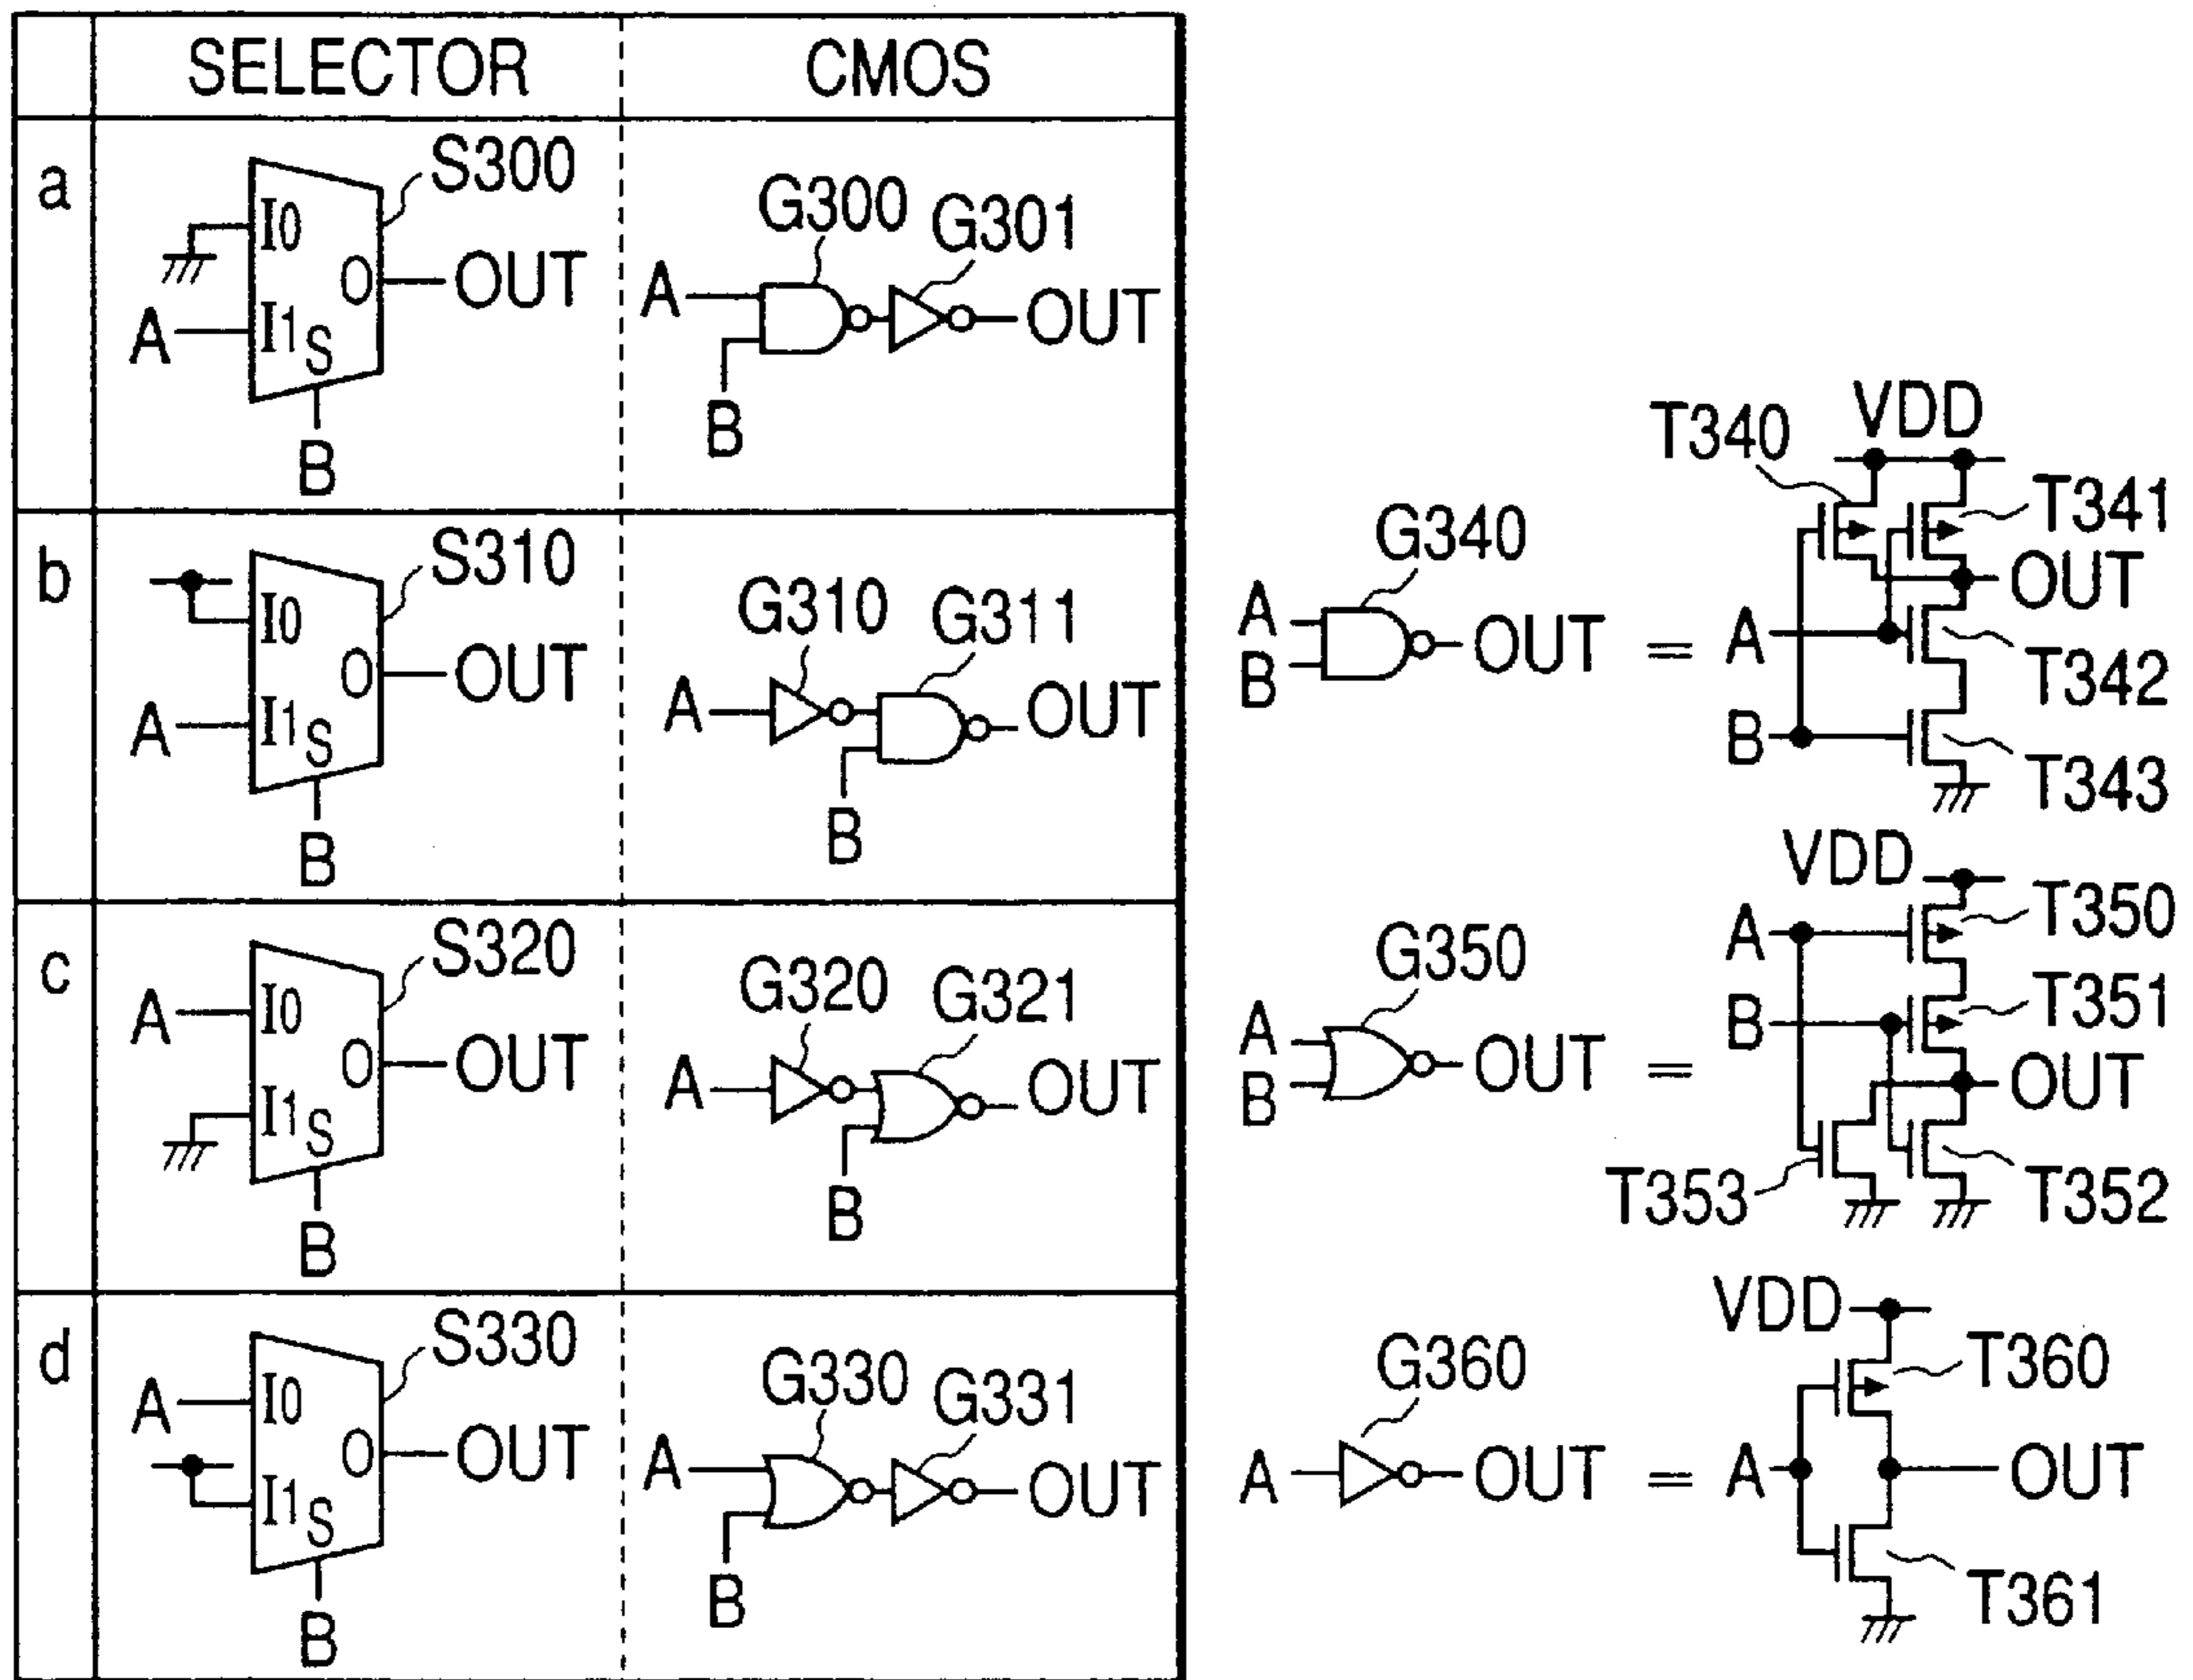 SELECTOR CMOS
a
I0
I1
S
O
A
B
OUT
S300
G300 G301
A
B
OUT
b
I0
I1
S
O
A
B
OUT
S310
G310 G311
A
B
OUT
c
I0
I1
S
O
A
B
OUT
S320
G320 G321
A
B
OUT
d
I0
I1
S
O
A
B
OUT
S330
G330 G331
A
B
OUT
G340
A
B
OUT
=
VDD
T340
T341
OUT
A
T342
B
T343
G350
A
B
OUT
=
VDD
A
T350
B
T351
OUT
T353
T352
G360
A
OUT
=
VDD
T360
A
OUT
T361